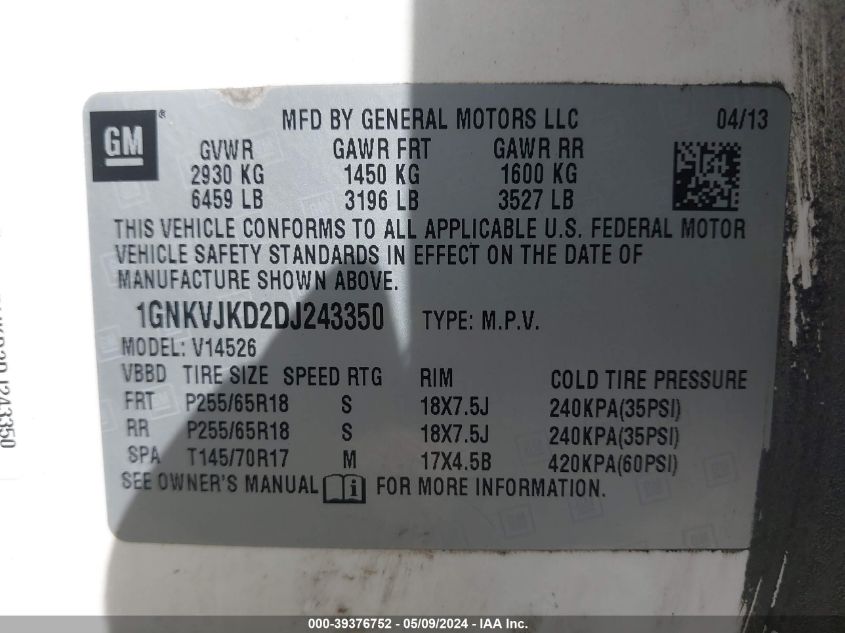 GM ® MFD BY GENERAL MOTORS LLC 04/13
GVWR GAWR FRT GAWR RR
2930 KG 1450 KG 1600 KG
6459 LB 3196 LB 3527 LB
THIS VEHICLE CONFORMS TO ALL APPLICABLE U.S. FEDERAL MOTOR
VEHICLE SAFETY STANDARDS IN EFFECT ON THE DATE OF
MANUFACTURE SHOWN ABOVE.
1GNKVJKD2DJ243350 TYPE: M.P.V.
MODEL: V14526
VBBD TIRE SIZE SPEED RTG RIM COLD TIRE PRESSURE
FRT P255/65R18 S 18X7.5J 240KPA(35PSI)
RR P255/65R18 S 18X7.5J 240KPA(35PSI)
SPA T145/70R17 M 17X4.5B 420KPA(60PSI)
SEE OWNER'S MANUAL FOR MORE INFORMATION.
000-39376752 - 05/09/2024 - IAA Inc.